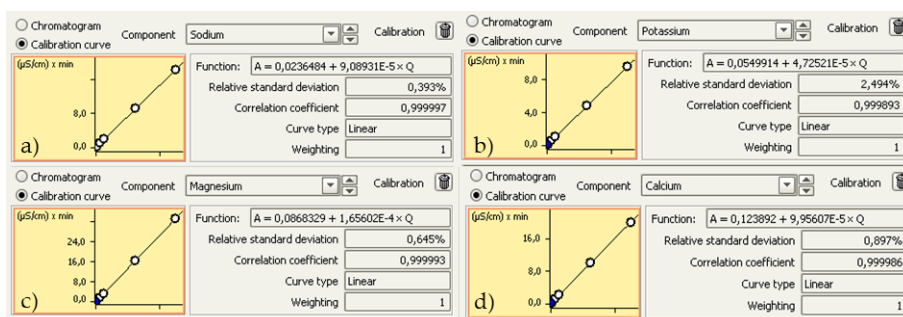 Chromatogram
Calibration curve
Component Sodium Calibration
(µS/cm) x min
8,0
0,0
a)
Function: A = 0,0236484 + 9,08931E-5 × Q
Relative standard deviation 0,393%
Correlation coefficient 0,999997
Curve type Linear
Weighting 1
Chromatogram
Calibration curve
Component Potassium Calibration
(µS/cm) x min
8,0
4,0
0,0
b)
Function: A = 0,0549914 + 4,72521E-5 × Q
Relative standard deviation 2,494%
Correlation coefficient 0,999893
Curve type Linear
Weighting 1
Chromatogram
Calibration curve
Component Magnesium Calibration
(µS/cm) x min
24,0
16,0
8,0
0,0
c)
Function: A = 0,0868329 + 1,65602E-4 × Q
Relative standard deviation 0,645%
Correlation coefficient 0,999993
Curve type Linear
Weighting 1
Chromatogram
Calibration curve
Component Calcium Calibration
(µS/cm) x min
16,0
8,0
0,0
d)
Function: A = 0,123892 + 9,95607E-5 × Q
Relative standard deviation 0,897%
Correlation coefficient 0,999986
Curve type Linear
Weighting 1